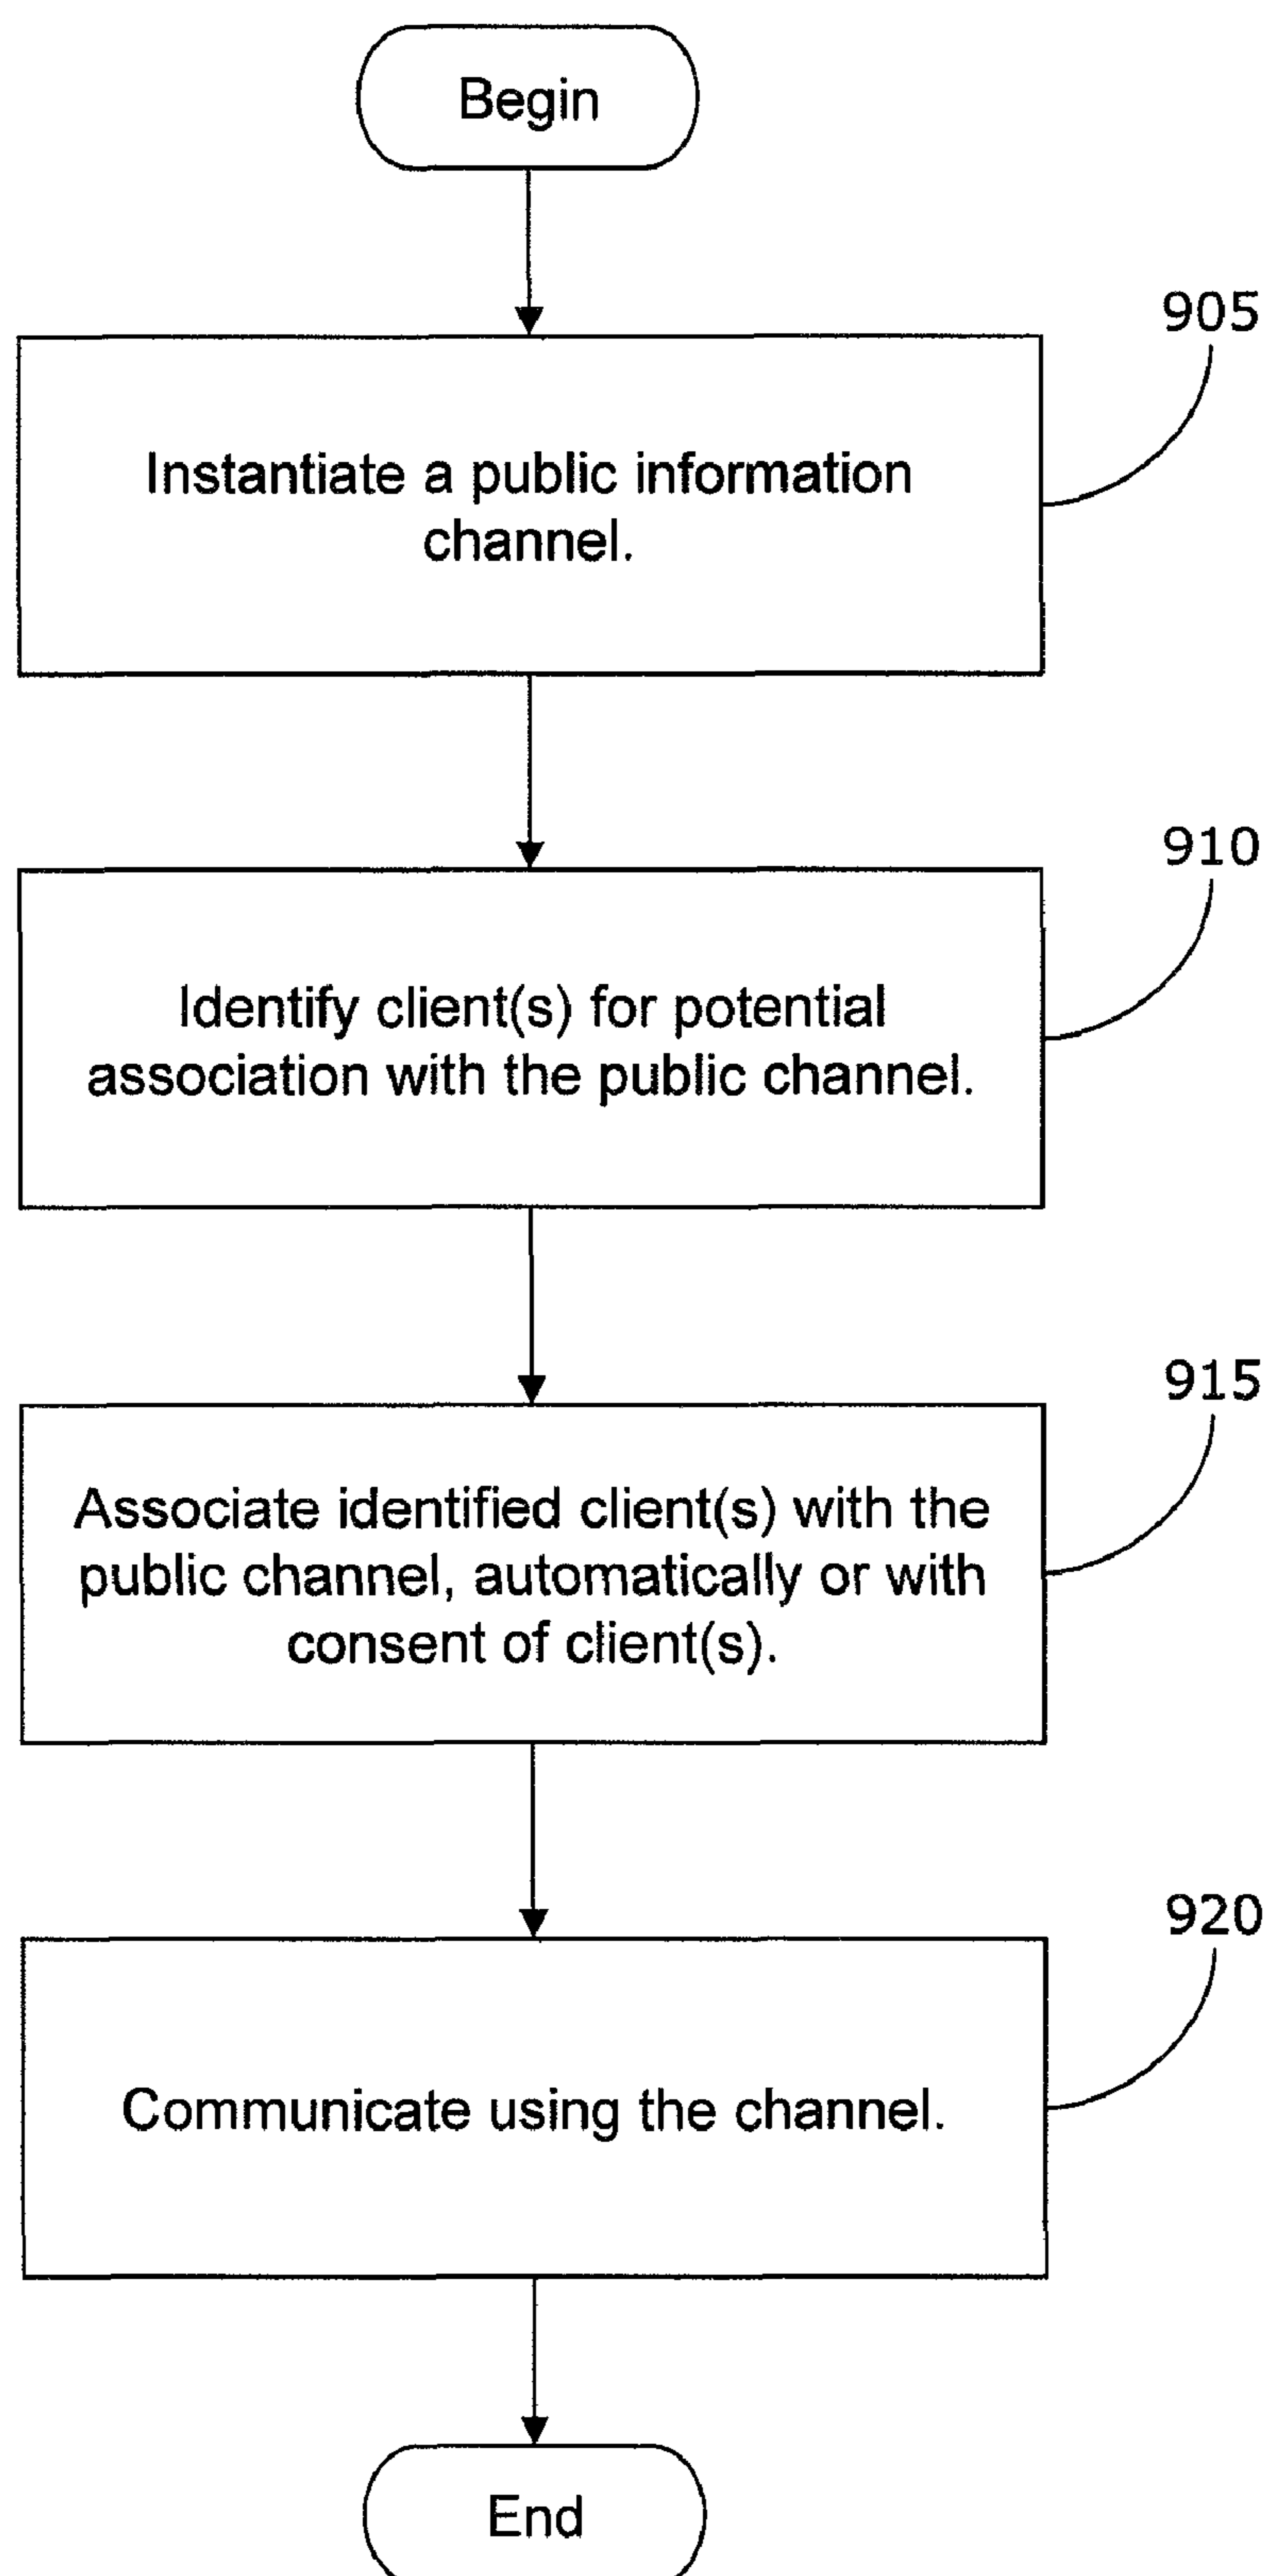 Begin
905
Instantiate a public information
channel.
910
Identify client(s) for potential
association with the public channel.
915
Associate identified client(s) with the
public channel, automatically or with
consent of client(s).
920
Communicate using the channel.
End